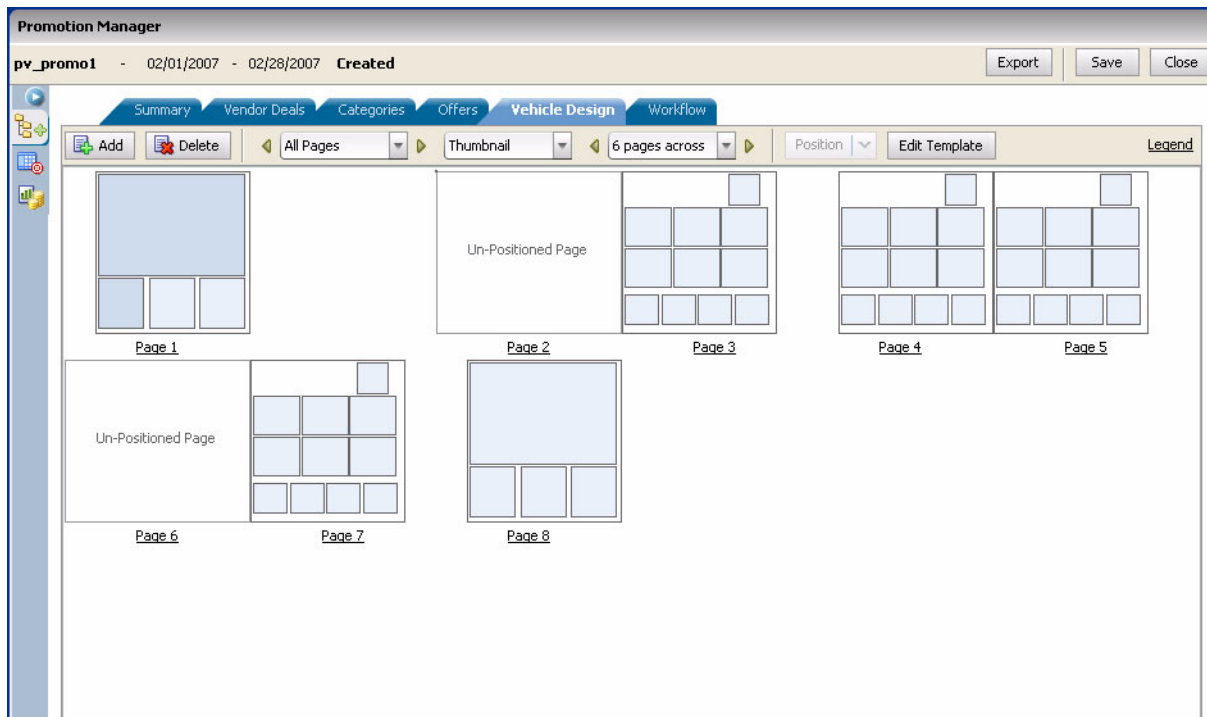 Promotion Manager
pv_promo1 - 02/01/2007 - 02/28/2007 Created Export Save Close
Summary Vendor Deals Categories Offers Vehicle Design Workflow
Add Delete All Pages Thumbnail 6 pages across Position Edit Template Legend
Un-Positioned Page
Page 1 Page 2 Page 3 Page 4 Page 5
Un-Positioned Page
Page 6 Page 7 Page 8